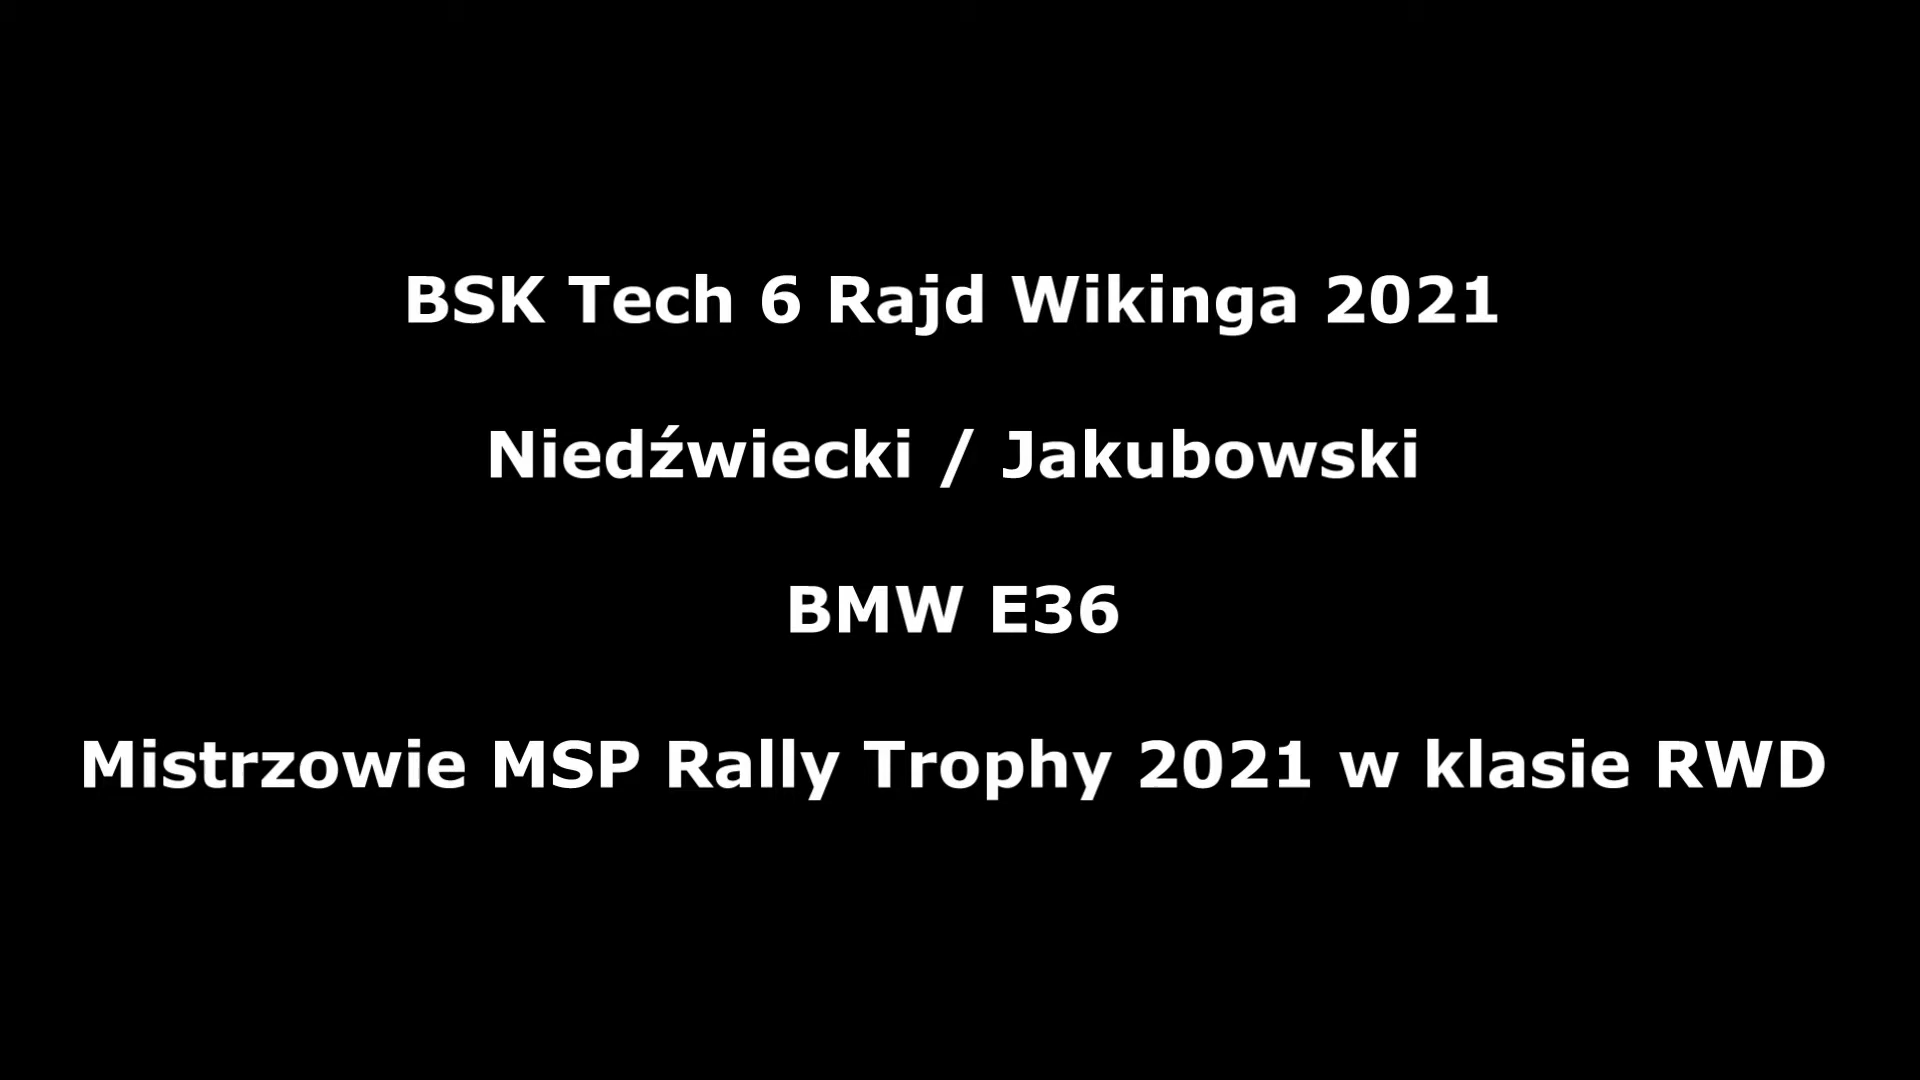 BSK Tech 6 Rajd Wikinga 2021
Niedźwiecki / Jakubowski
BMW E36
Mistrzowie MSP Rally Trophy 2021 w klasie RWD